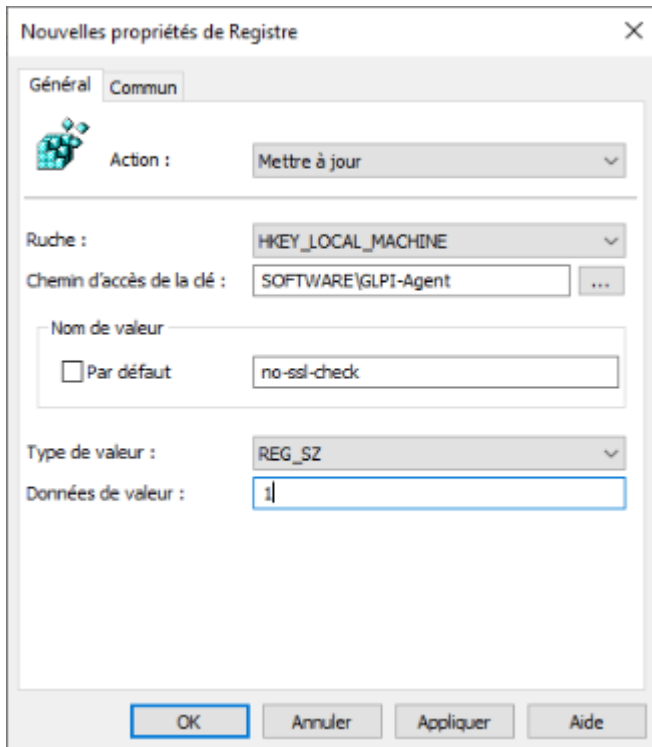 Nouvelles propriétés de Registre
Général Commun
Action : Mettre à jour
Ruche : HKEY_LOCAL_MACHINE
Chemin d'accès de la clé : SOFTWARE\GLPI-Agent ...
Nom de valeur
Par défaut no-ssl-check
Type de valeur : REG_SZ
Données de valeur : 1
OK Annuler Appliquer Aide